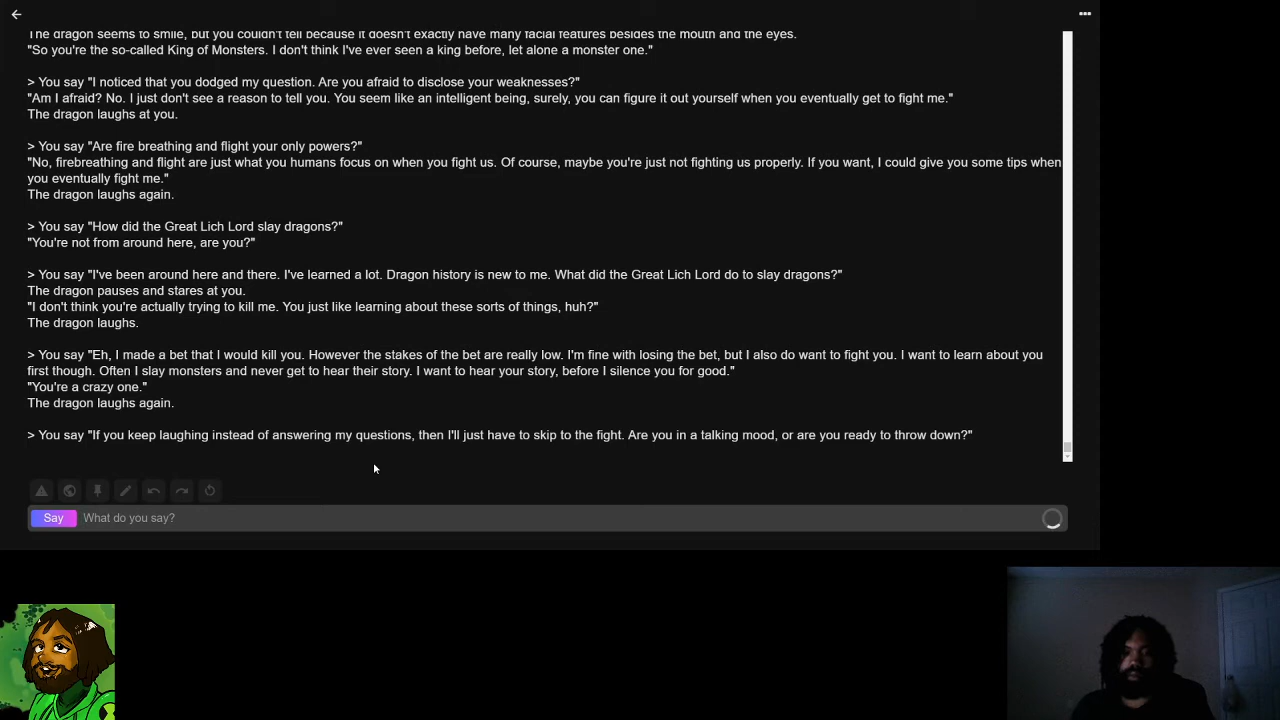 The dragon seems to smile, but you couldn't tell because it doesn't exactly have many facial features besides the mouth and the eyes.
"So you're the so-called King of Monsters. I don't think I've ever seen a king before, let alone a monster one."
> You say "I noticed that you dodged my question. Are you afraid to disclose your weaknesses?"
"Am I afraid? No. I just don't see a reason to tell you. You seem like an intelligent being, surely, you can figure it out yourself when you eventually get to fight me."
The dragon laughs at you.
> You say "Are fire breathing and flight your only powers?"
"No, firebreathing and flight are just what you humans focus on when you fight us. Of course, maybe you're just not fighting us properly. If you want, I could give you some tips when
you eventually fight me."
The dragon laughs again.
> You say "How did the Great Lich Lord slay dragons?"
"You're not from around here, are you?"
> You say "I've been around here and there. I've learned a lot. Dragon history is new to me. What did the Great Lich Lord do to slay dragons?"
The dragon pauses and stares at you.
"I don't think you're actually trying to kill me. You just like learning about these sorts of things, huh?"
The dragon laughs.
> You say "Eh, I made a bet that I would kill you. However the stakes of the bet are really low. I'm fine with losing the bet, but I also do want to fight you. I want to learn about you
first though. Often I slay monsters and never get to hear their story. I want to hear your story, before I silence you for good."
"You're a crazy one."
The dragon laughs again.
> You say "If you keep laughing instead of answering my questions, then I'll just have to skip to the fight. Are you in a talking mood, or are you ready to throw down?"
Say What do you say?